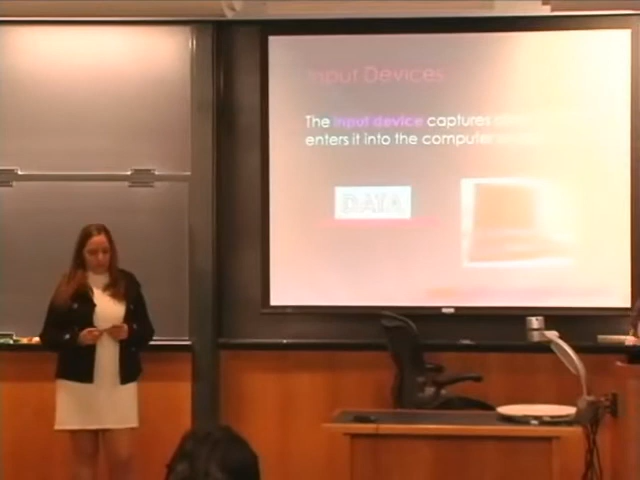 Input Devices
The input device captures
enters it into the computer
DATA